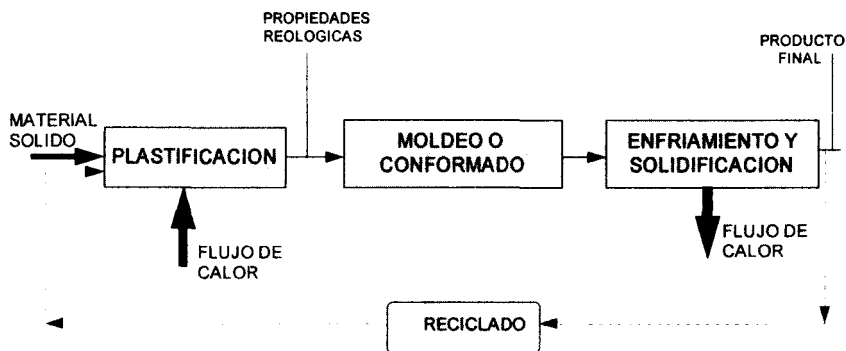 PROPIEDADES
REOLOGICAS
PRODUCTO
FINAL
MATERIAL
SOLIDO
PLASTIFICACION
MOLDEO O
CONFORMADO
ENFRIAMIENTO Y
SOLIDIFICACION
FLUJO DE
CALOR
FLUJO DE
CALOR
RECICLADO